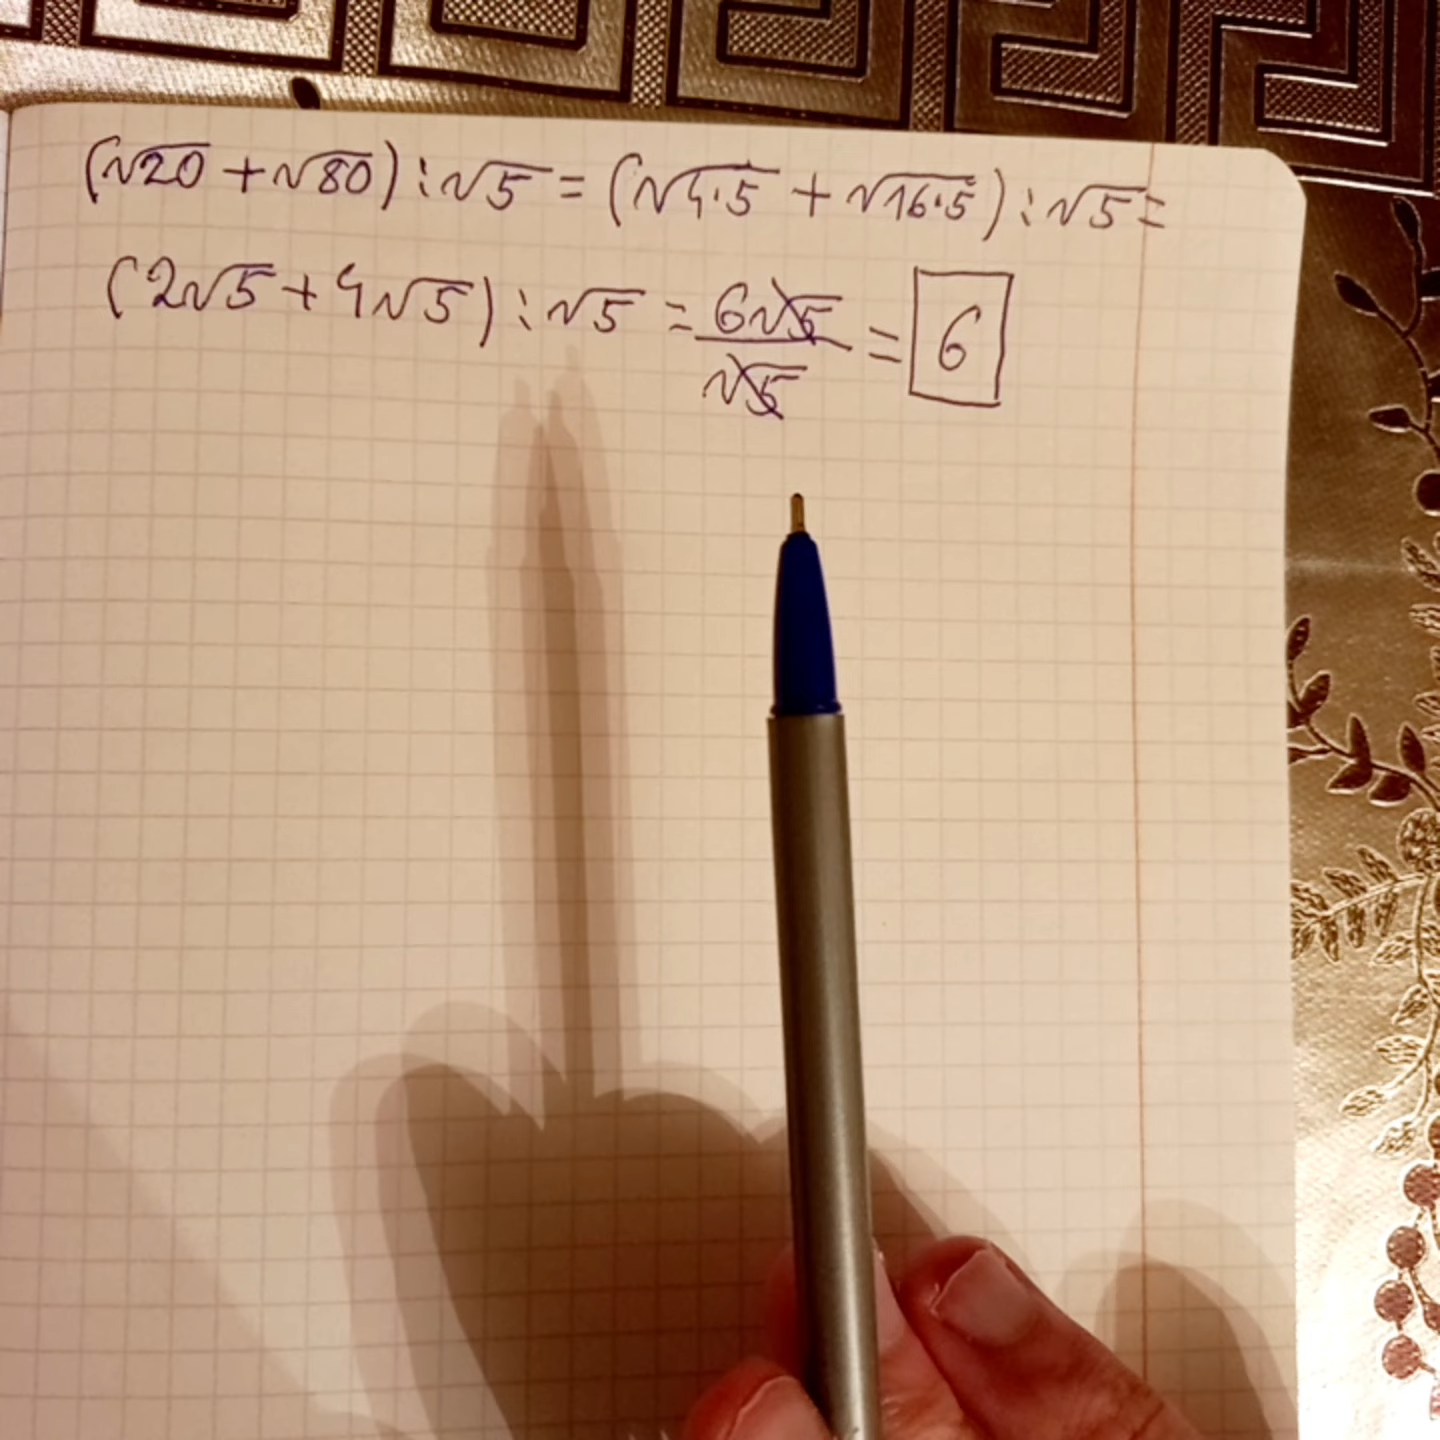 (√20 + √80) : √5 = (√4·5 + √16·5) : √5 =
(2√5 + 4√5) : √5 = 6√5/√5 = 6